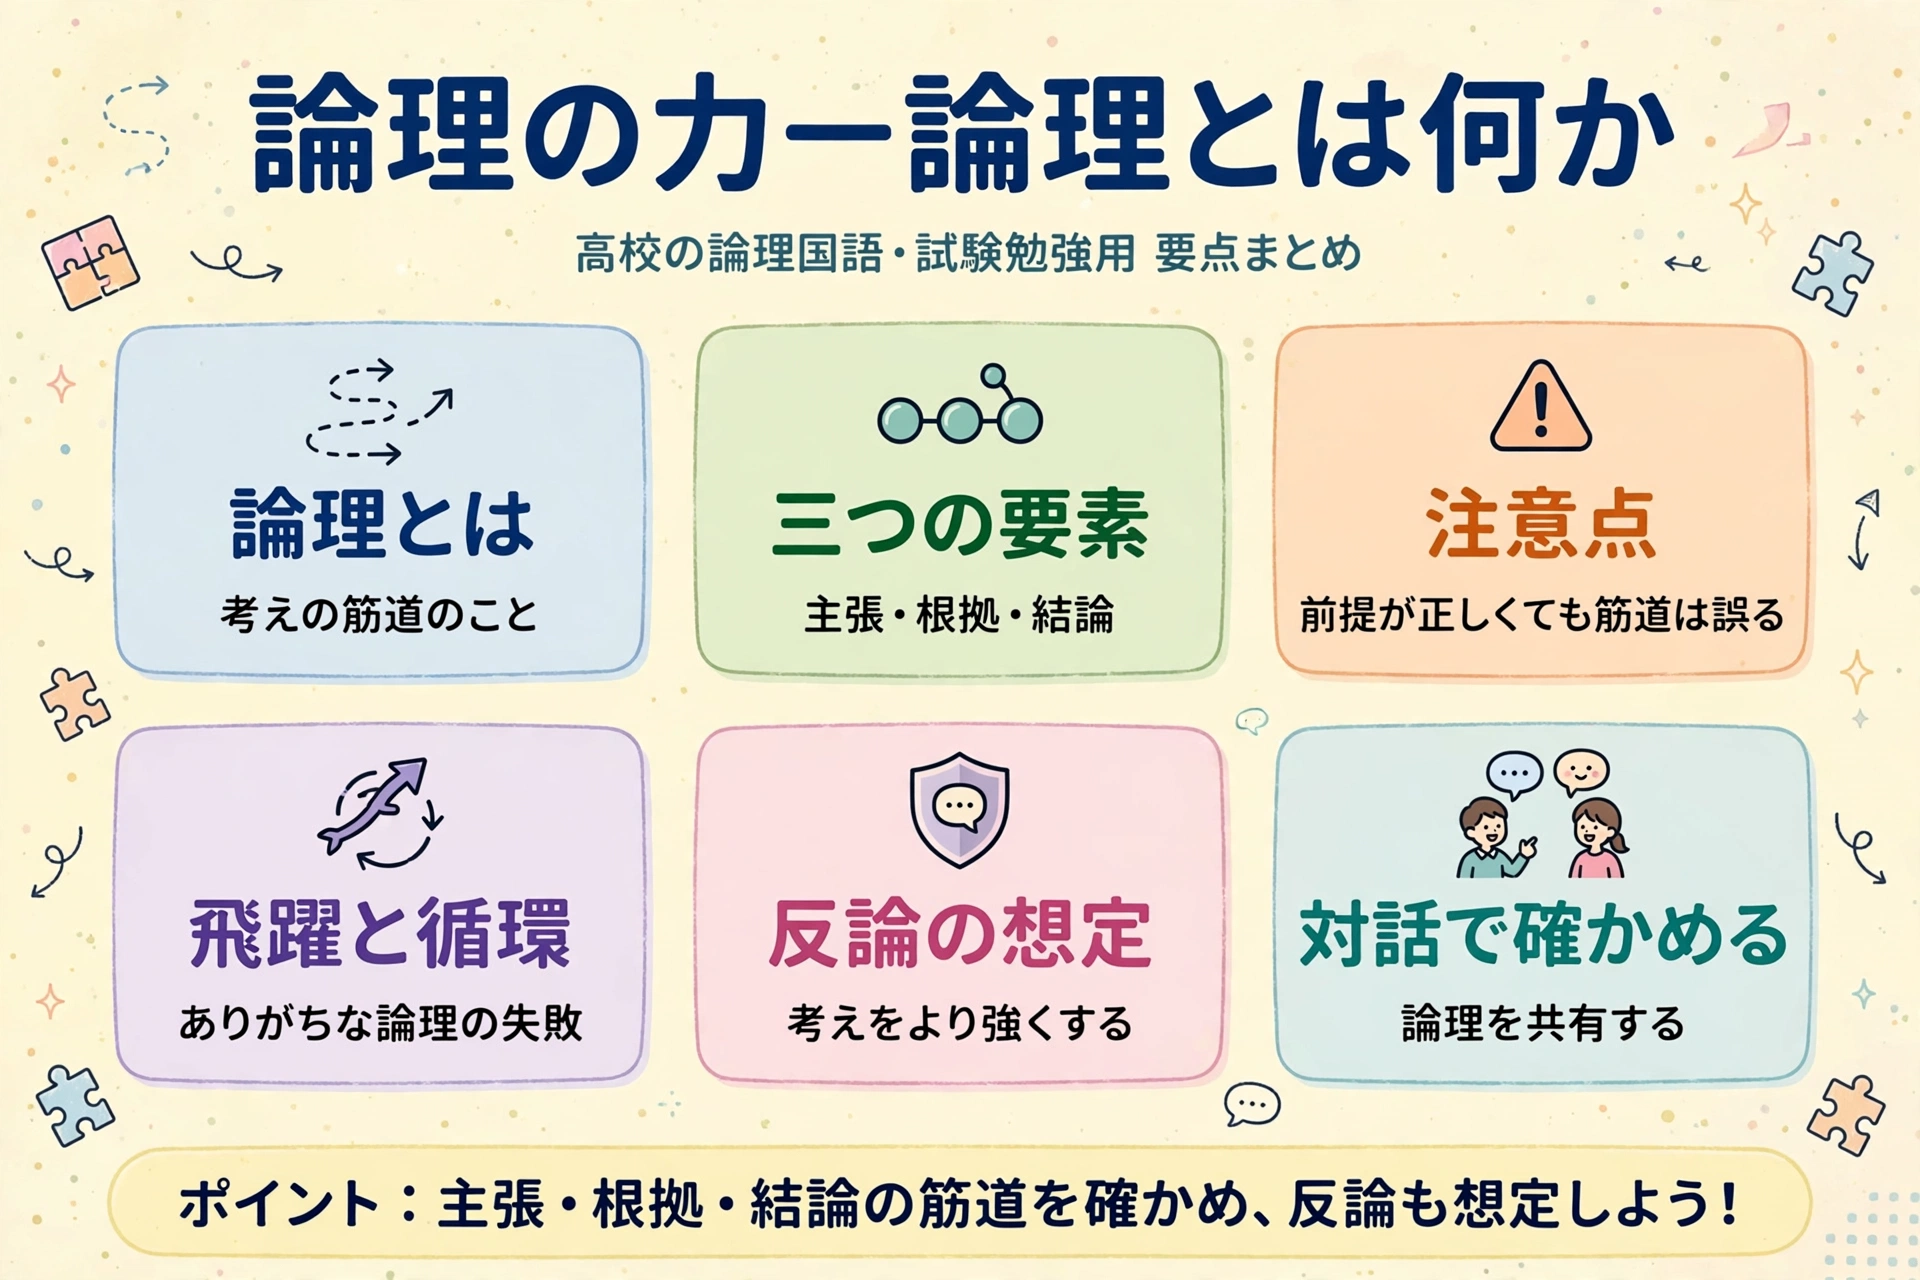 論理の力ー論理とは何か
高校の論理国語・試験勉強用 要点まとめ
論理とは
考えの筋道のこと
三つの要素
主張・根拠・結論
注意点
前提が正しくても筋道は誤る
飛躍と循環
ありがちな論理の失敗
反論の想定
考えをより強くする
対話で確かめる
論理を共有する
ポイント：主張・根拠・結論の筋道を確かめ、反論も想定しよう！